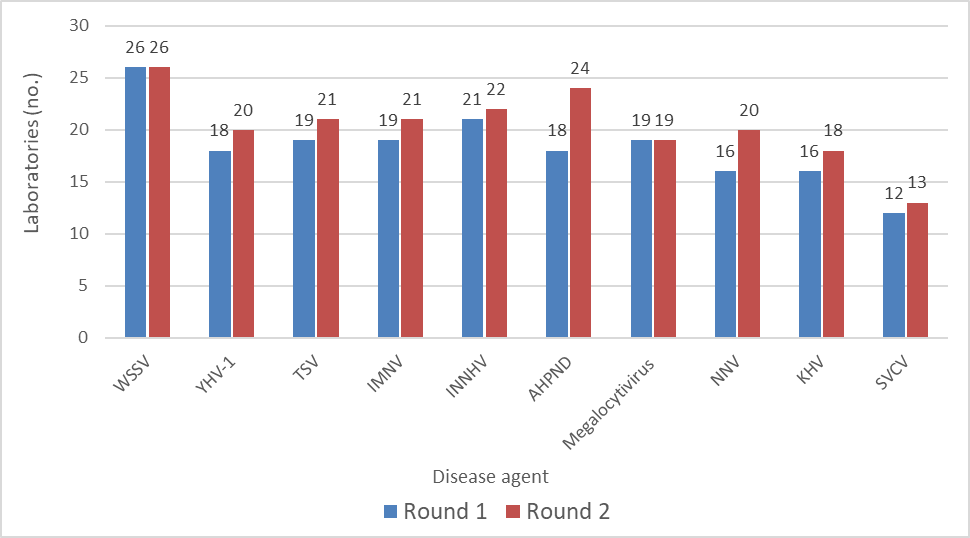 30
25
20
15
10
5
0
Laboratories (no.)
26 26
18 20
19 21
19 21
21 22
18 24
19 19
16 20
16 18
12 13
WSSV
YHV-1
TSV
IMNV
INNHV
AHPND
Megalocytivirus
NNV
KHV
SVCV
Disease agent
Round 1 Round 2